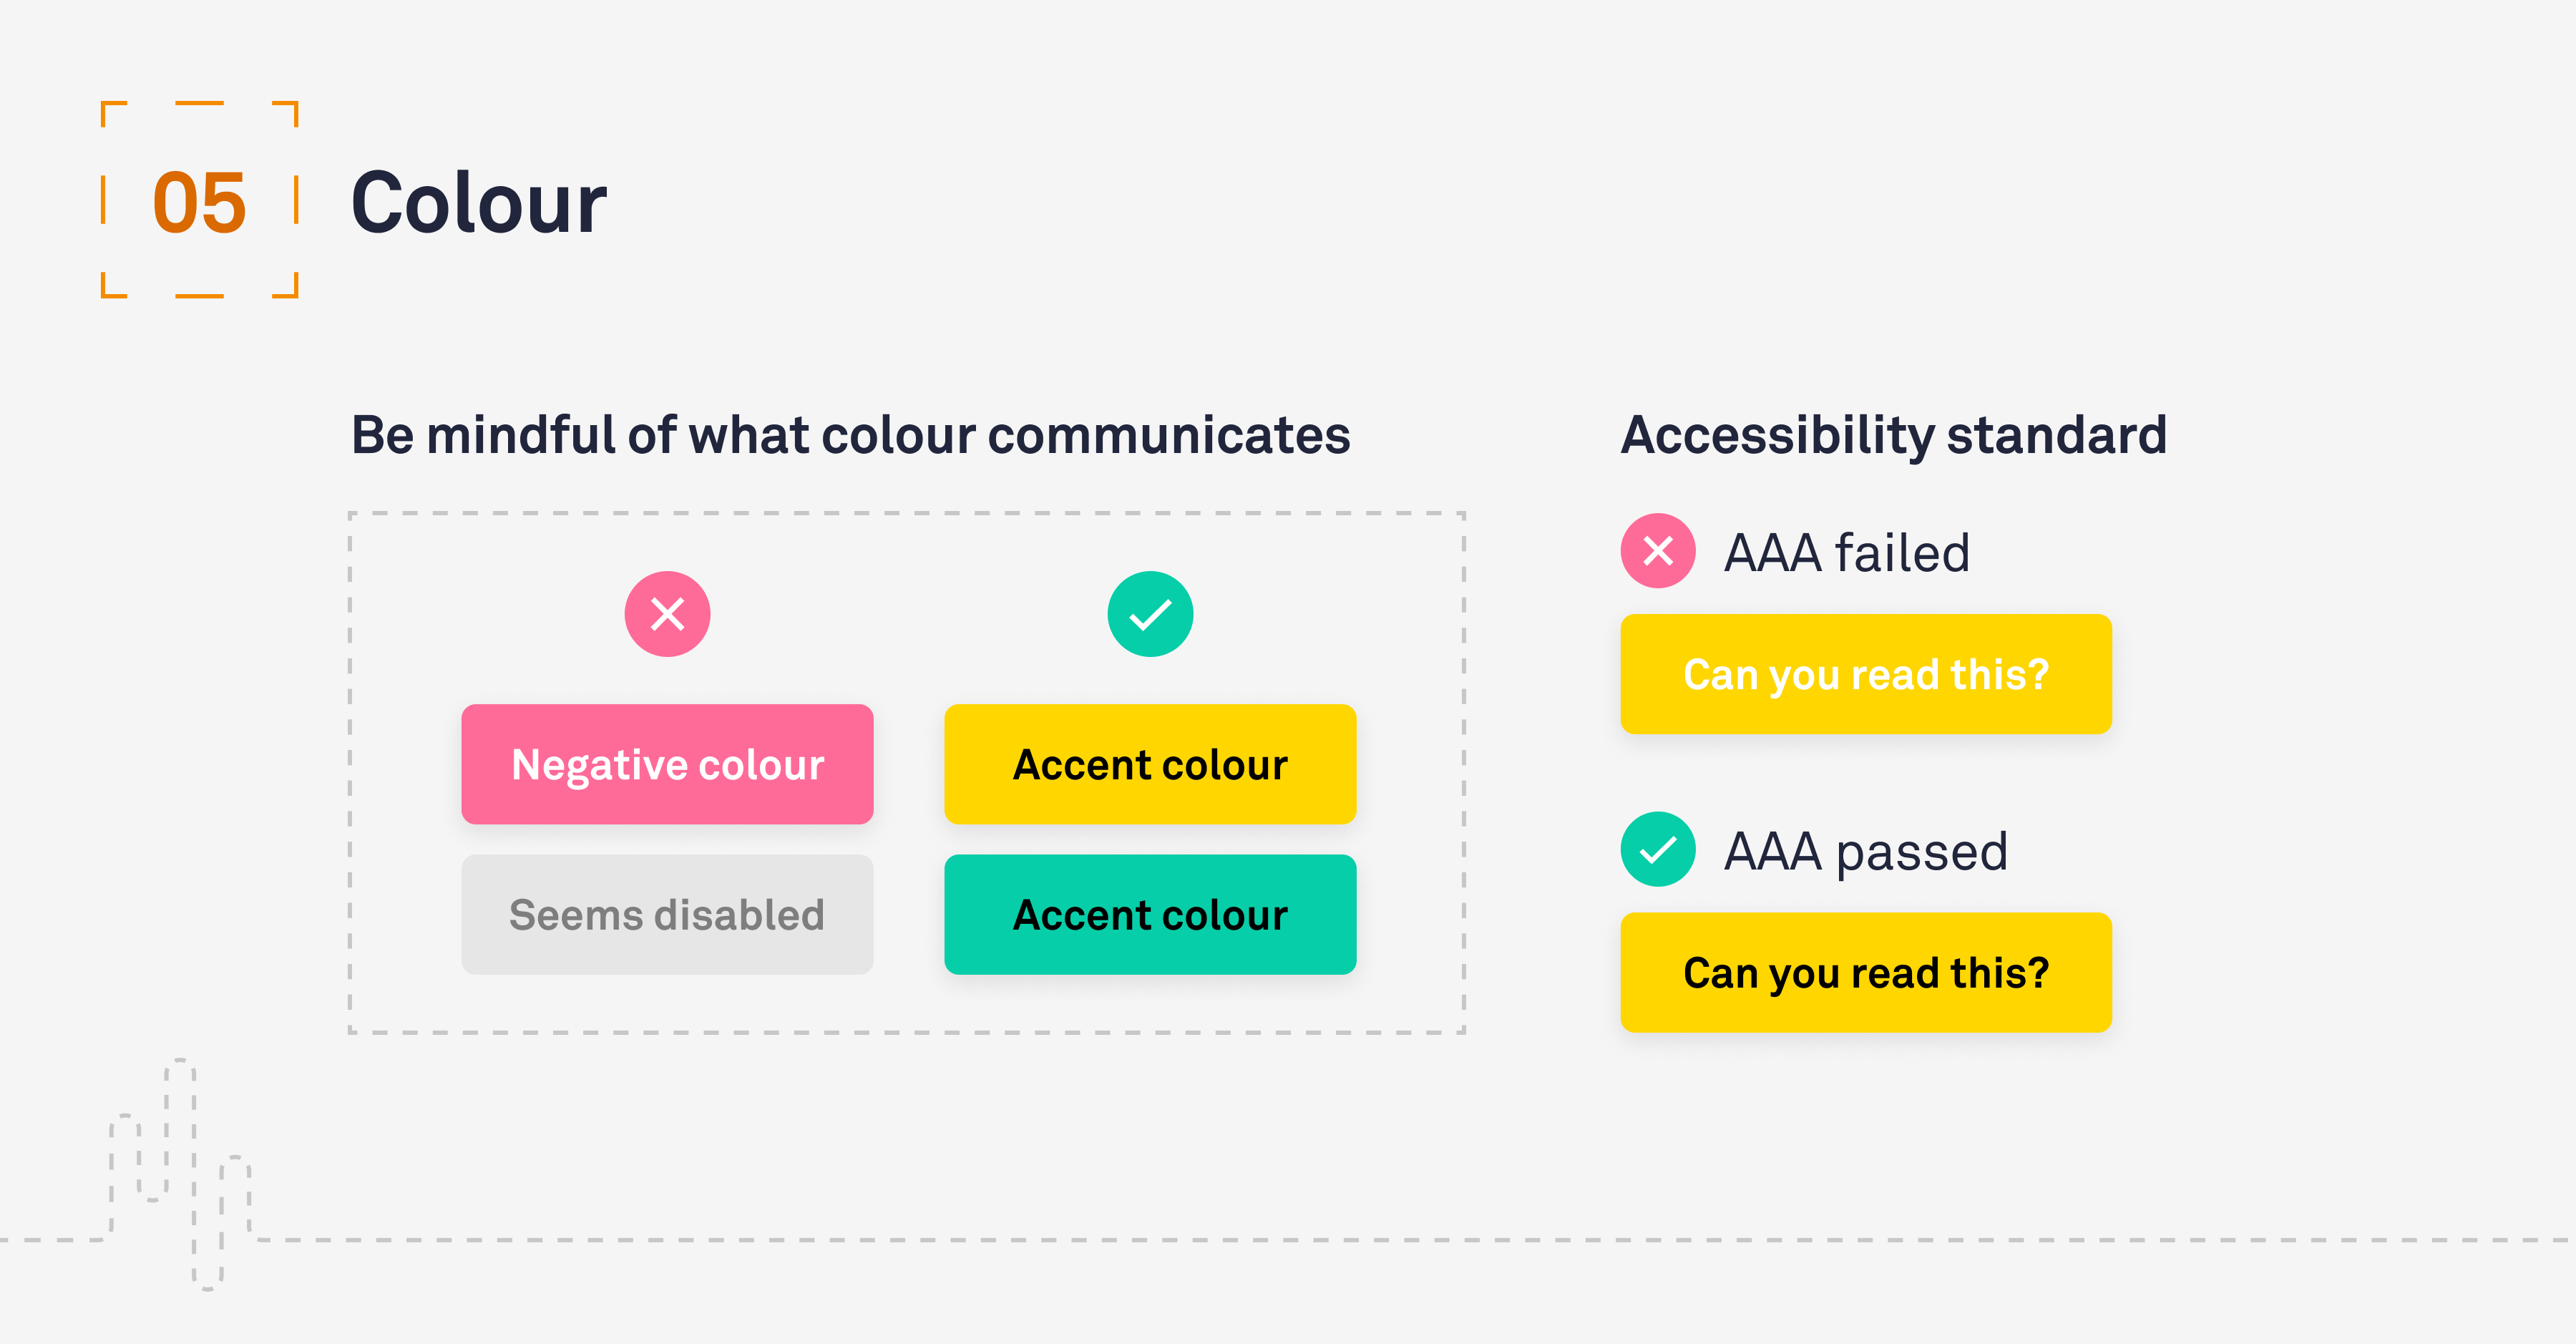 05
Colour
Be mindful of what colour communicates
Negative colour
Seems disabled
Accent colour
Accent colour
Accessibility standard
AAA failed
Can you read this?
AAA passed
Can you read this?